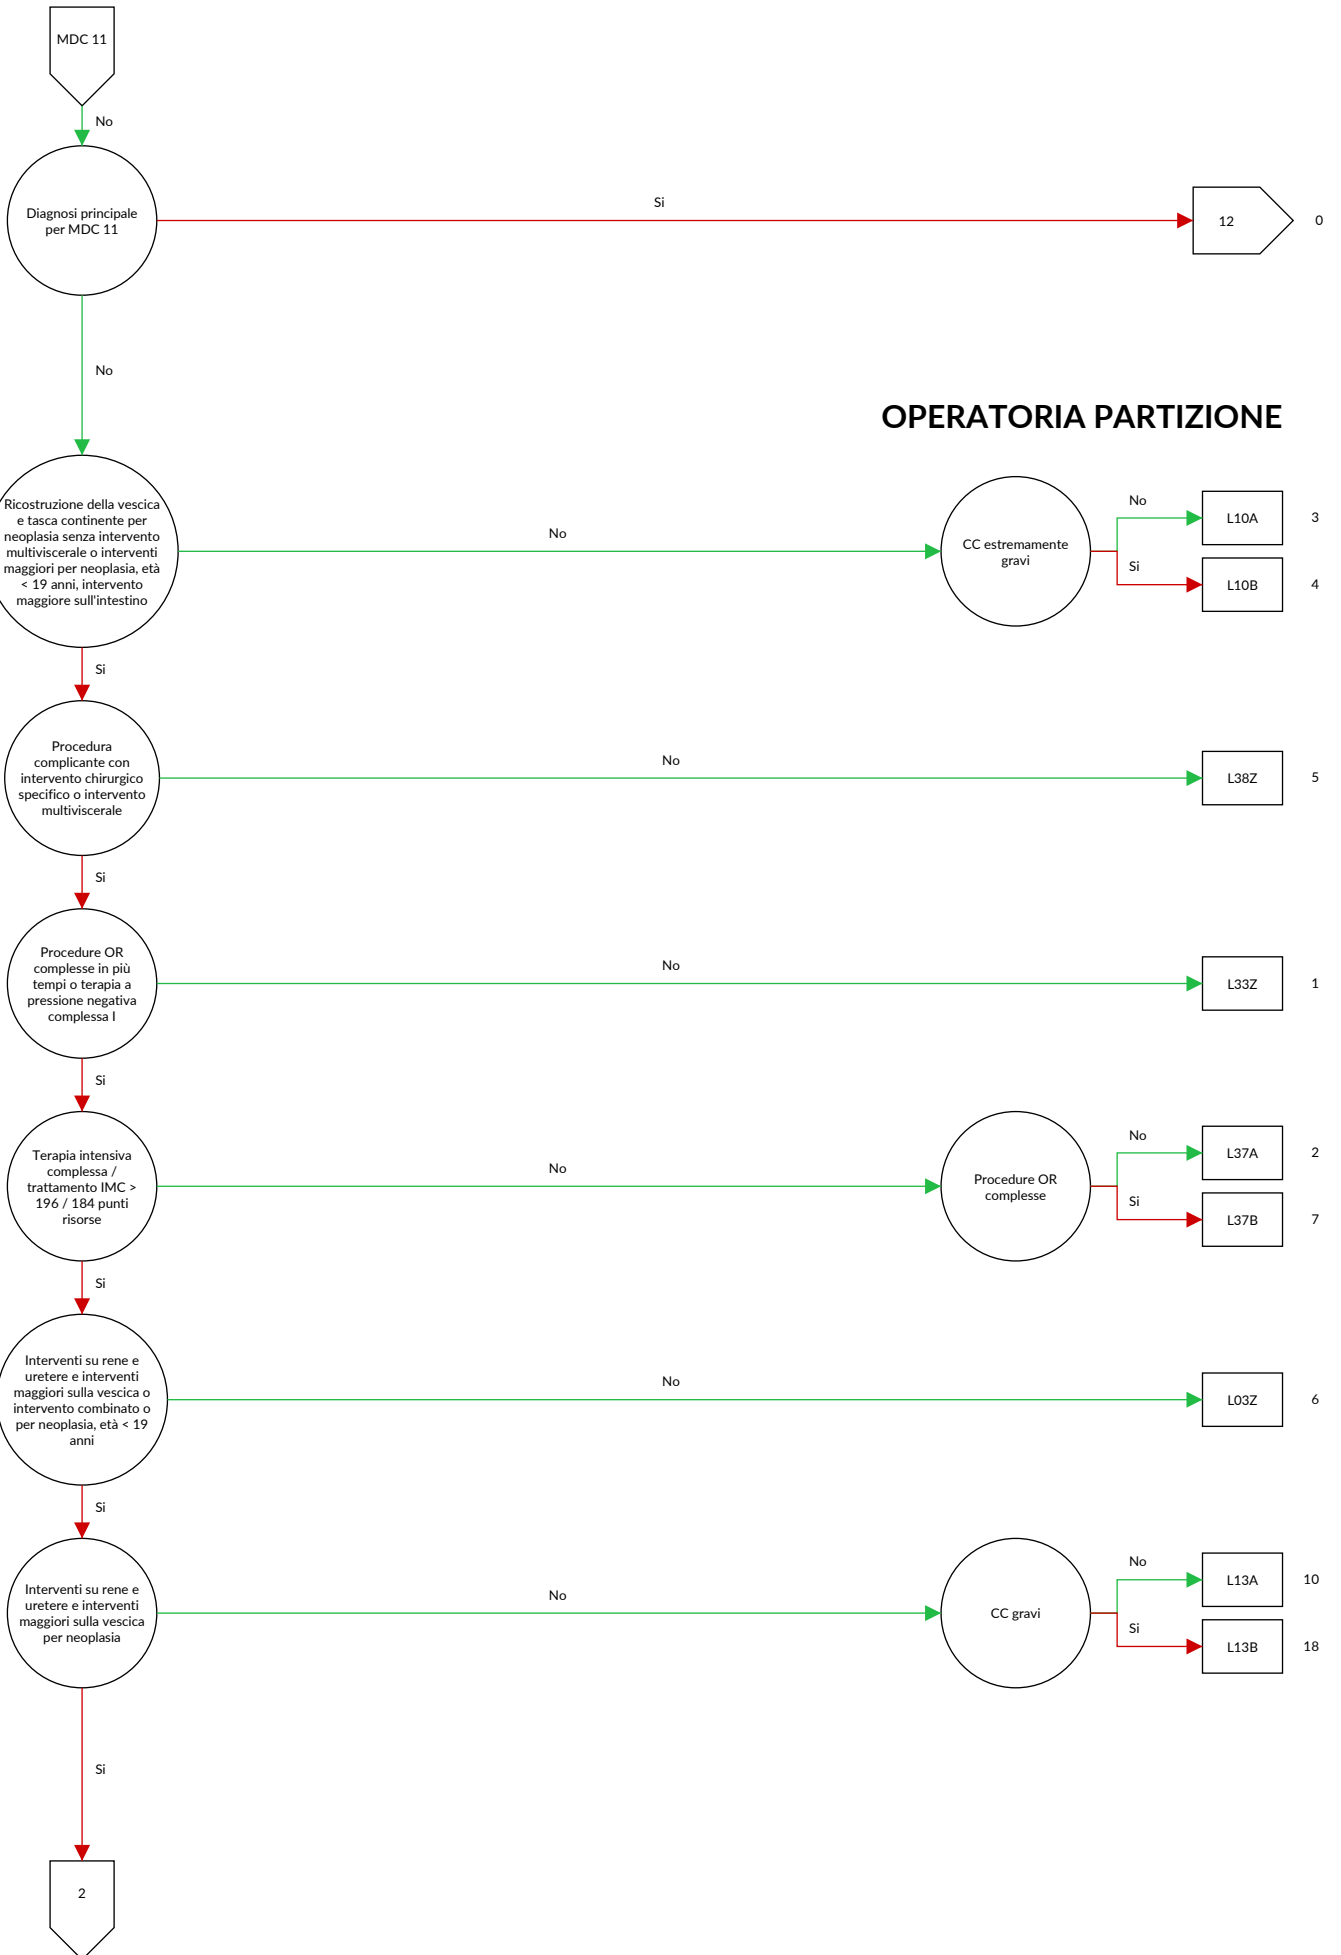 MDC 11
No
Diagnosi principale
per MDC 11
Si
12
0
No
OPERATORIA PARTIZIONE
Ricostruzione della vescica
e tasca continente per
neoplasia senza intervento
multiviscerale o interventi
maggiori per neoplasia, età
< 19 anni, intervento
maggiore sull'intestino
No
CC estremamente
gravi
No
L10A
3
Si
L10B
4
Si
Procedura
complicante con
intervento chirurgico
specifico o intervento
multiviscerale
No
L38Z
5
Si
Procedure OR
complesse in più
tempi o terapia a
pressione negativa
complessa I
No
L33Z
1
Si
Terapia intensiva
complessa /
trattamento IMC >
196 / 184 punti
risorse
No
Procedure OR
complesse
No
L37A
2
Si
L37B
7
Si
Interventi su rene e
uretere e interventi
maggiori sulla vescica o
intervento combinato o
per neoplasia, età < 19
anni
No
L03Z
6
Si
Interventi su rene e
uretere e interventi
maggiori sulla vescica
per neoplasia
No
CC gravi
No
L13A
10
Si
L13B
18
Si
2